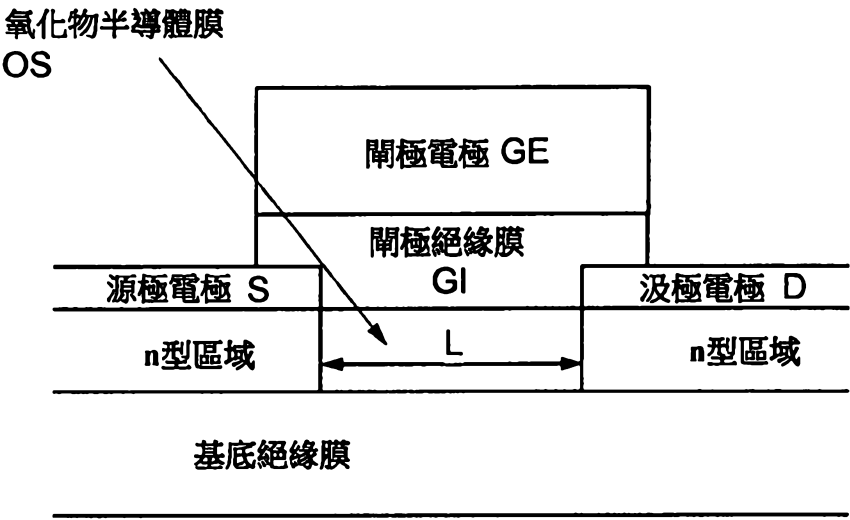 氧化物半導體膜
OS
閘極電極 GE
閘極絕緣膜
GI
源極電極 S
汲極電極 D
n型區域
L
n型區域
基底絕緣膜